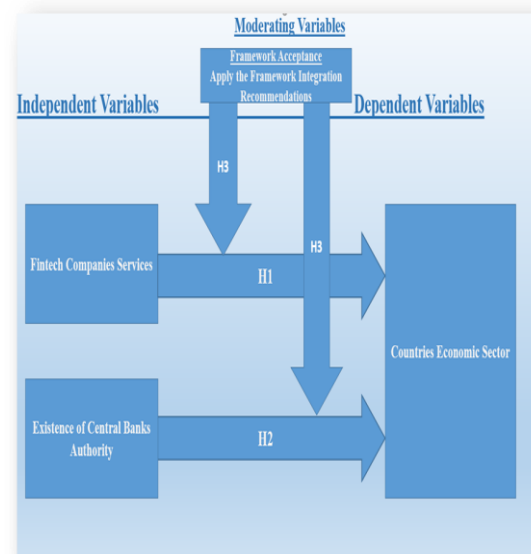 Moderating Variables
Framework Acceptance
Apply the Framework Integration
Recommendations
Independent Variables
Dependent Variables
H3
H3
Fintech Companies Services
H1
Countries Economic Sector
Existence of Central Banks
Authority
H2